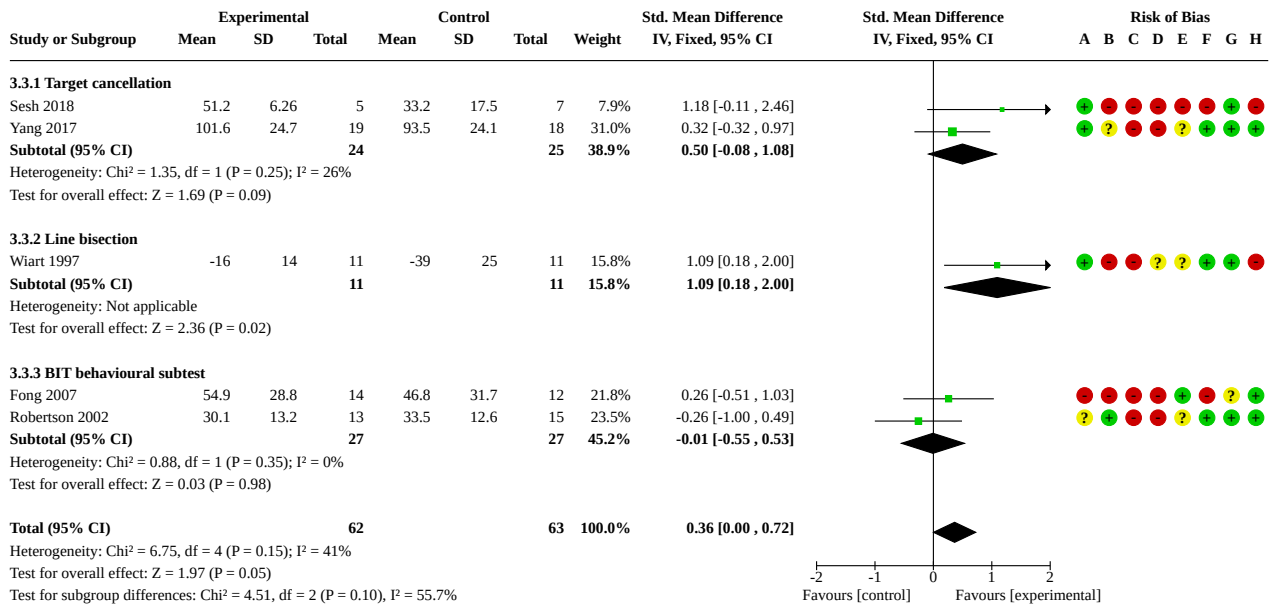 Experimental Control Std. Mean Difference Std. Mean Difference Risk of Bias
Study or Subgroup Mean SD Total Mean SD Total Weight IV, Fixed, 95% CI IV, Fixed, 95% CI A B C D E F G H
3.3.1 Target cancellation
Sesh 2018 51.2 6.26 5 33.2 17.5 7 7.9% 1.18 [-0.11 , 2.46] + - - - - - + -
Yang 2017 101.6 24.7 19 93.5 24.1 18 31.0% 0.32 [-0.32 , 0.97] + ? - - ? + + +
Subtotal (95% CI) 24 25 38.9% 0.50 [-0.08 , 1.08]
Heterogeneity: Chi² = 1.35, df = 1 (P = 0.25); I² = 26%
Test for overall effect: Z = 1.69 (P = 0.09)
3.3.2 Line bisection
Wiart 1997 -16 14 11 -39 25 11 15.8% 1.09 [0.18 , 2.00] + - - ? ? + + -
Subtotal (95% CI) 11 11 15.8% 1.09 [0.18 , 2.00]
Heterogeneity: Not applicable
Test for overall effect: Z = 2.36 (P = 0.02)
3.3.3 BIT behavioural subtest
Fong 2007 54.9 28.8 14 46.8 31.7 12 21.8% 0.26 [-0.51 , 1.03] - - - - + - ? +
Robertson 2002 30.1 13.2 13 33.5 12.6 15 23.5% -0.26 [-1.00 , 0.49] ? + - - ? + + +
Subtotal (95% CI) 27 27 45.2% -0.01 [-0.55 , 0.53]
Heterogeneity: Chi² = 0.88, df = 1 (P = 0.35); I² = 0%
Test for overall effect: Z = 0.03 (P = 0.98)
Total (95% CI) 62 63 100.0% 0.36 [0.00 , 0.72]
Heterogeneity: Chi² = 6.75, df = 4 (P = 0.15); I² = 41%
Test for overall effect: Z = 1.97 (P = 0.05)
-2 -1 0 1 2
Test for subgroup differences: Chi² = 4.51, df = 2 (P = 0.10), I² = 55.7%
Favours [control] Favours [experimental]